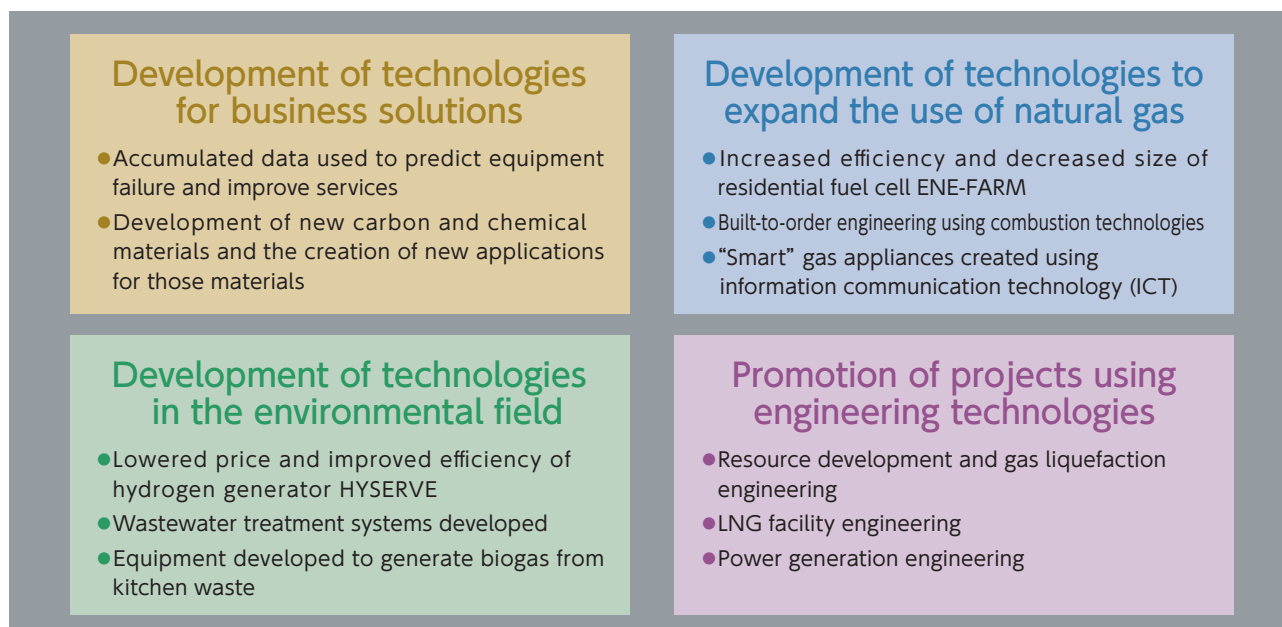 Development of technologies
for business solutions
●Accumulated data used to predict equipment
failure and improve services
●Development of new carbon and chemical
materials and the creation of new applications
for those materials
Development of technologies to
expand the use of natural gas
●Increased efficiency and decreased size of
residential fuel cell ENE-FARM
●Built-to-order engineering using combustion technologies
●“Smart” gas appliances created using
information communication technology (ICT)
Development of technologies
in the environmental field
●Lowered price and improved efficiency of
hydrogen generator HYSERVE
●Wastewater treatment systems developed
●Equipment developed to generate biogas from
kitchen waste
Promotion of projects using
engineering technologies
●Resource development and gas liquefaction
engineering
●LNG facility engineering
●Power generation engineering